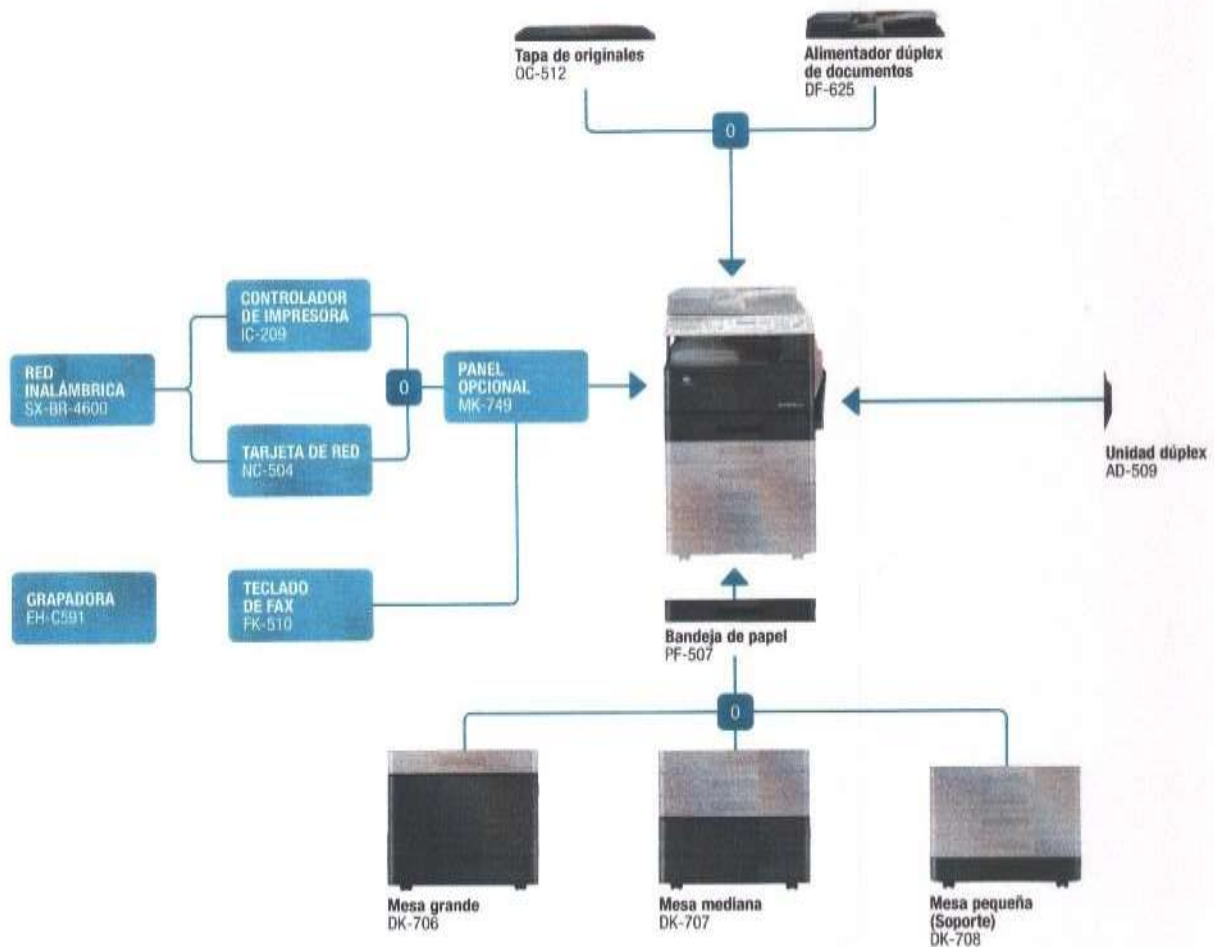 Tapa de originales
OC-512
Alimentador dúplex
de documentos
DF-625
0
CONTROLADOR
DE IMPRESORA
IC-209
RED
INALÁMBRICA
SX-BR-4600
0
PANEL
OPCIONAL
MK-749
TARJETA DE RED
NC-504
Unidad dúplex
AD-509
GRAPADORA
EH-C591
TECLADO
DE FAX
FK-510
Bandeja de papel
PF-507
0
Mesa grande
DK-706
Mesa mediana
DK-707
Mesa pequeña
(Soporte)
DK-708